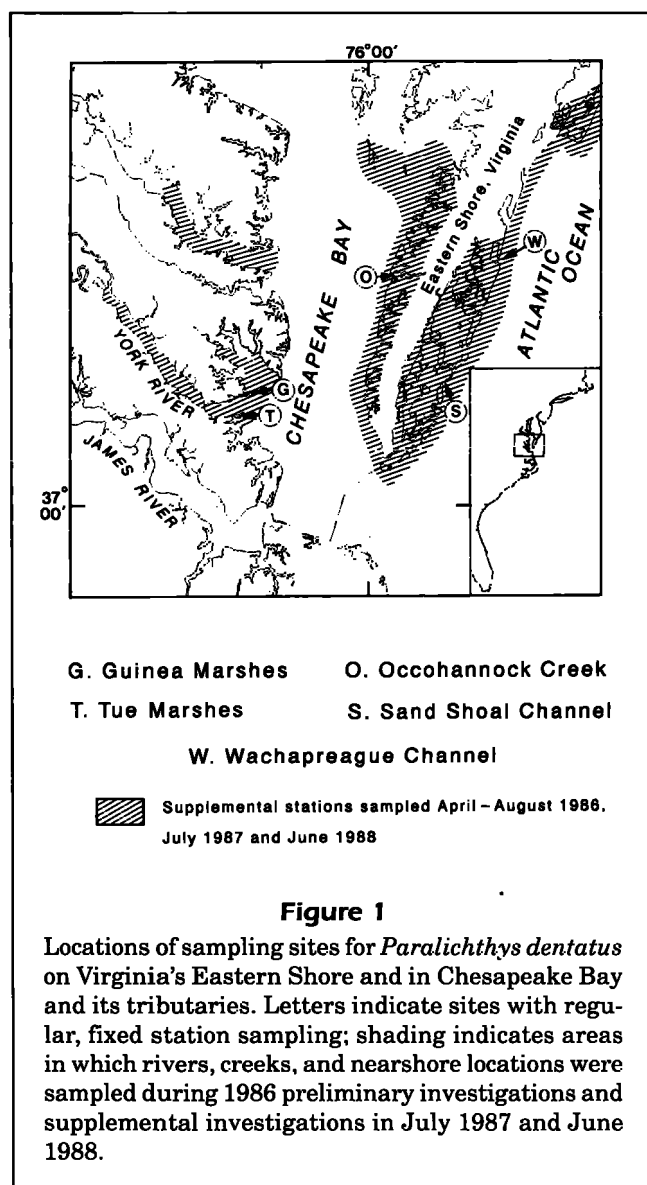 76°00'
Eastern Shore, Virginia
W
ATLANTIC
OCEAN
O
CHESAPEAKE BAY
YORK RIVER
G
T
S
JAMES RIVER
37°
00'
N
G. Guinea Marshes
O. Occohannock Creek
T. Tue Marshes
S. Sand Shoal Channel
W. Wachapreague Channel
Supplemental stations sampled April – August 1986,
July 1987 and June 1988
Figure 1
Locations of sampling sites for Paralichthys dentatus
on Virginia's Eastern Shore and in Chesapeake Bay
and its tributaries. Letters indicate sites with regu-
lar, fixed station sampling; shading indicates areas
in which rivers, creeks, and nearshore locations were
sampled during 1986 preliminary investigations and
supplemental investigations in July 1987 and June
1988.